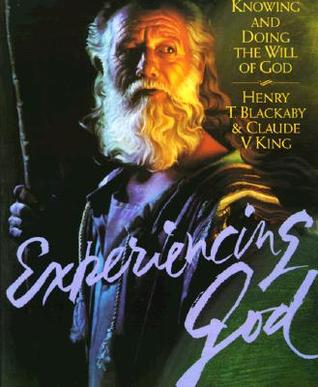 KNOWING
AND
DOING
THE WILL
OF GOD
HENRY
T. BLACKABY
& CLAUDE
V. KING
Experiencing
God